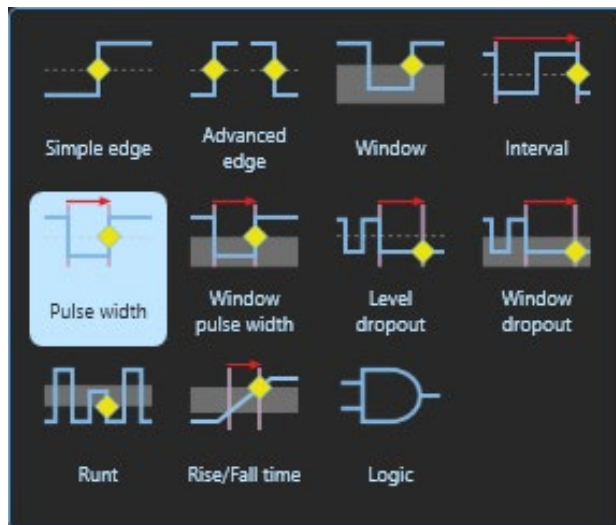 Simple edge
Advanced
edge
Window
Interval
Pulse width
Window
pulse width
Level
dropout
Window
dropout
Runt
Rise/Fall time
Logic